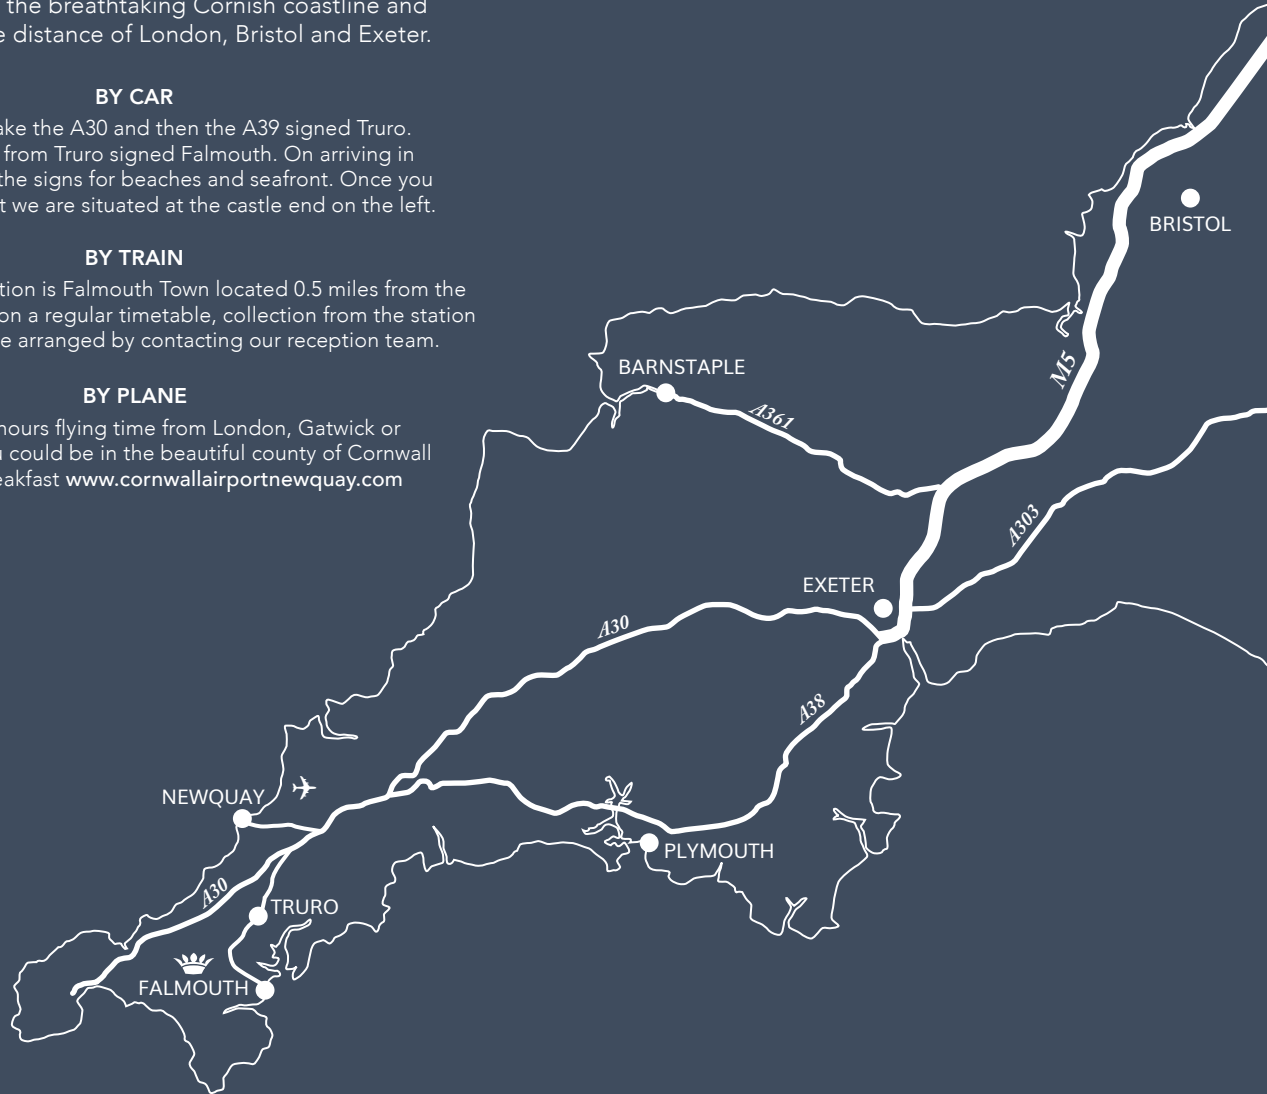 the breathtaking Cornish coastline and
distance of London, Bristol and Exeter.
BY CAR
the A30 and then the A39 signed Truro.
from Truro signed Falmouth. On arriving in
the signs for beaches and seafront. Once you
we are situated at the castle end on the left.
BY TRAIN
is Falmouth Town located 0.5 miles from the
on a regular timetable, collection from the station
arranged by contacting our reception team.
BY PLANE
hours flying time from London, Gatwick or
could be in the beautiful county of Cornwall
www.cornwallairportnewquay.com
BRISTOL
M5
BARNSTAPLE
A361
A303
EXETER
A30
A38
NEWQUAY
PLYMOUTH
A30
TRURO
FALMOUTH